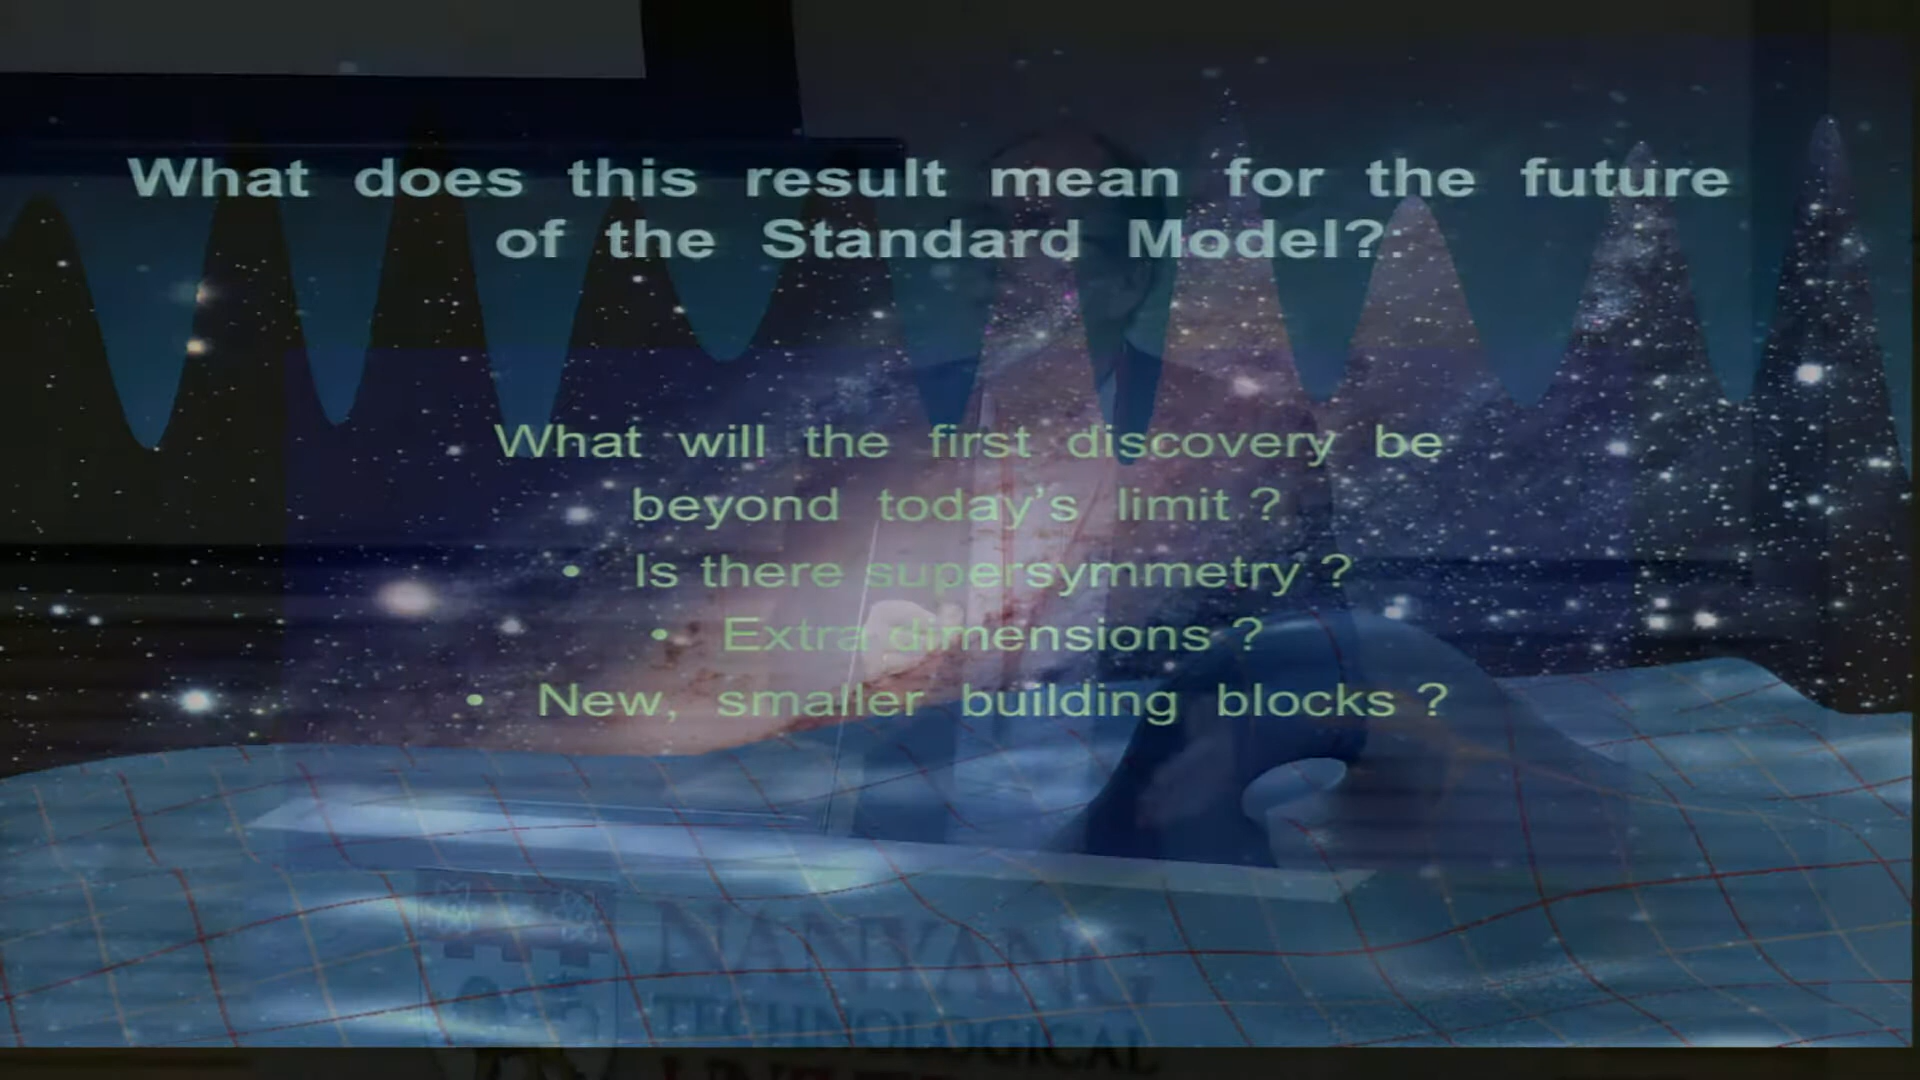 What does this result mean for the future
of the Standard Model?:
What will the first discovery be
beyond today's limit ?
• Is there supersymmetry ?
• Extra dimensions ?
• New, smaller building blocks ?
NANYANG
TECHNOLOGICAL